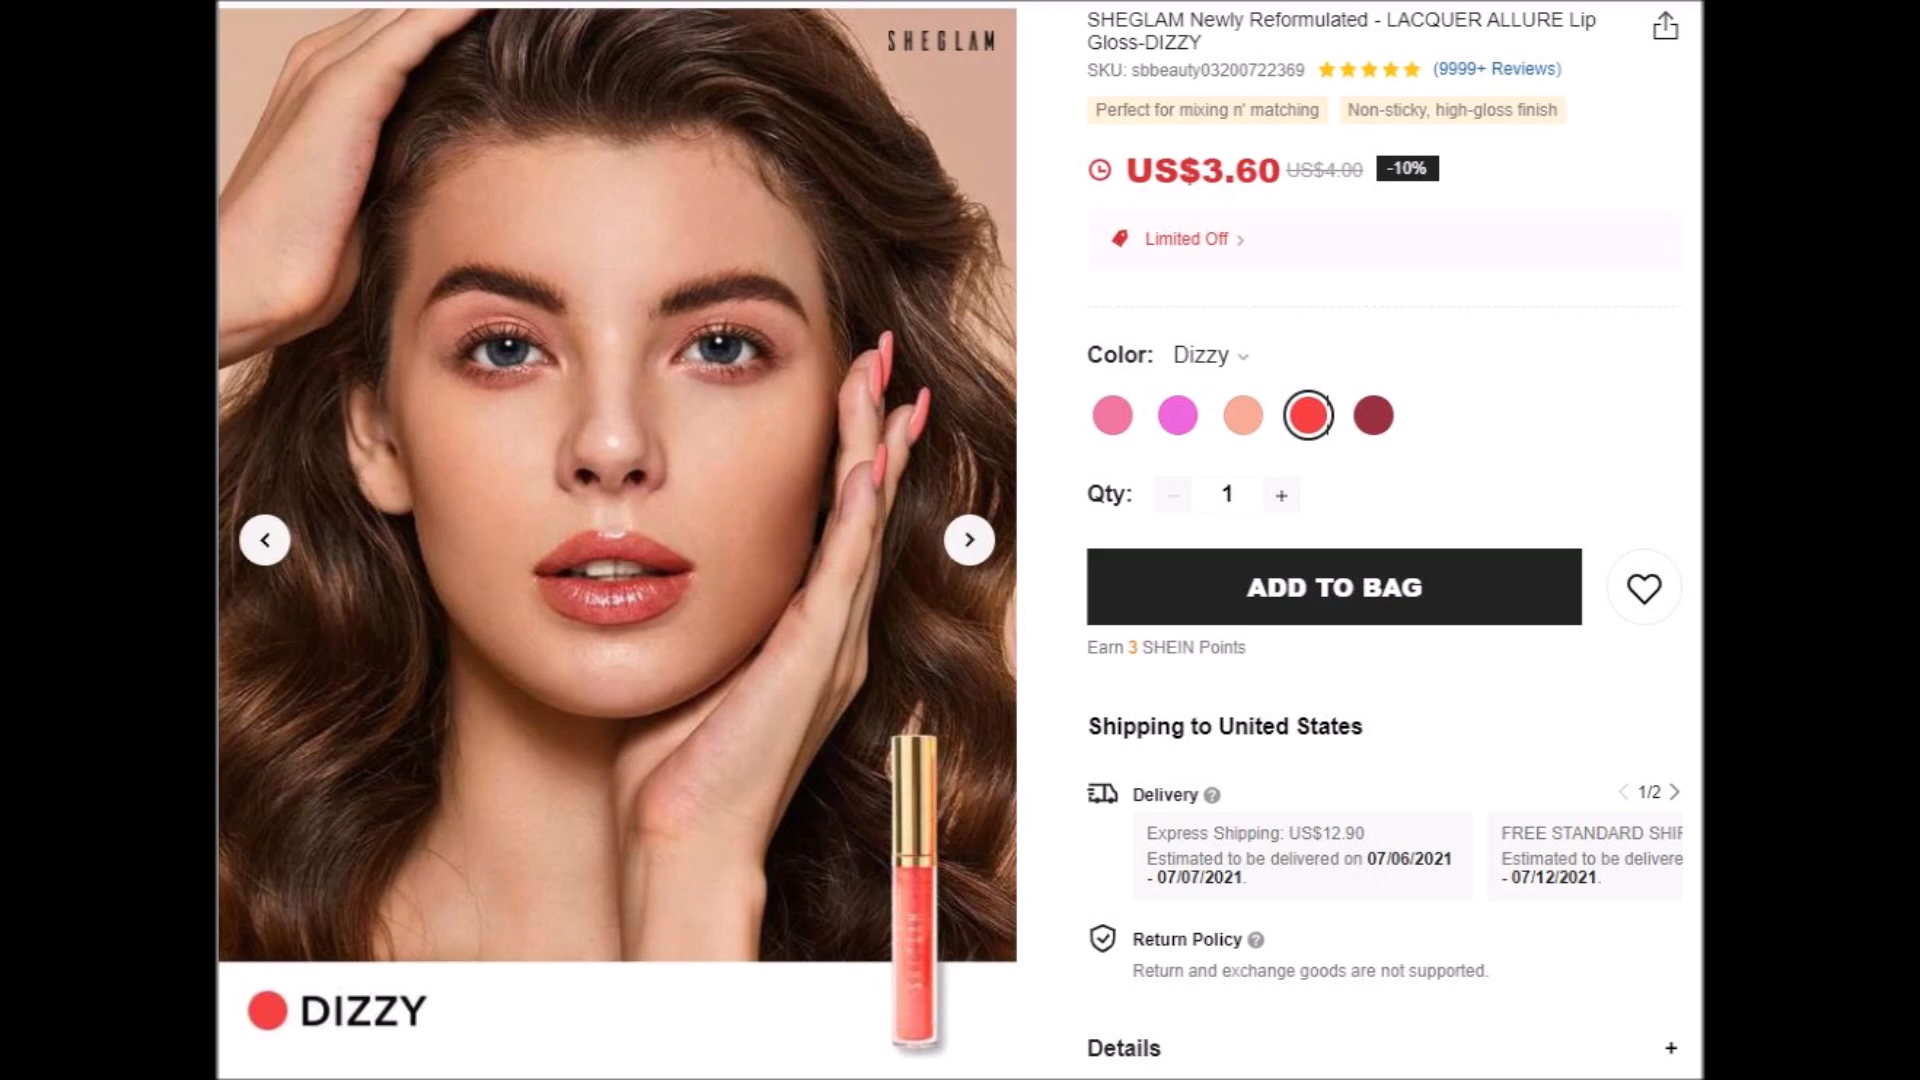 SHEGLAM
SHEGLAM Newly Reformulated - LACQUER ALLURE Lip
Gloss-DIZZY
SKU: sbbeauty03200722369 (9999+ Reviews)
Perfect for mixing n' matching Non-sticky, high-gloss finish
US$3.60 US$4.00 -10%
Limited Off
Color: Dizzy
Qty: - 1 +
ADD TO BAG
Earn 3 SHEIN Points
Shipping to United States
Delivery ? 1/2
Express Shipping: US$12.90
Estimated to be delivered on 07/06/2021
- 07/07/2021.
FREE STANDARD SHIP
Estimated to be delivere
- 07/12/2021.
Return Policy ?
Return and exchange goods are not supported.
Details +
SHEGLAM
DIZZY